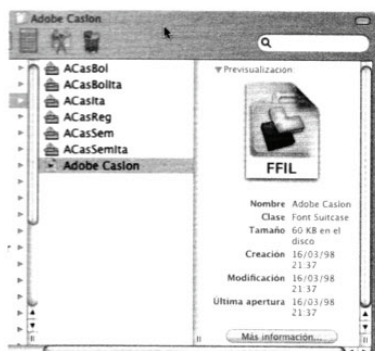 Adobe Caslon
ACasBol
ACasBolIta
ACasIta
ACasReg
ACasSem
ACasSemIta
Adobe Caslon
Previsualización:
FFIL
Nombre Adobe Caslon
Clase Font Suitcase
Tamaño 60 KB en el
disco
Creación 16/03/98
21:37
Modificación 16/03/98
21:37
Última apertura 16/03/98
21:37
Más información...